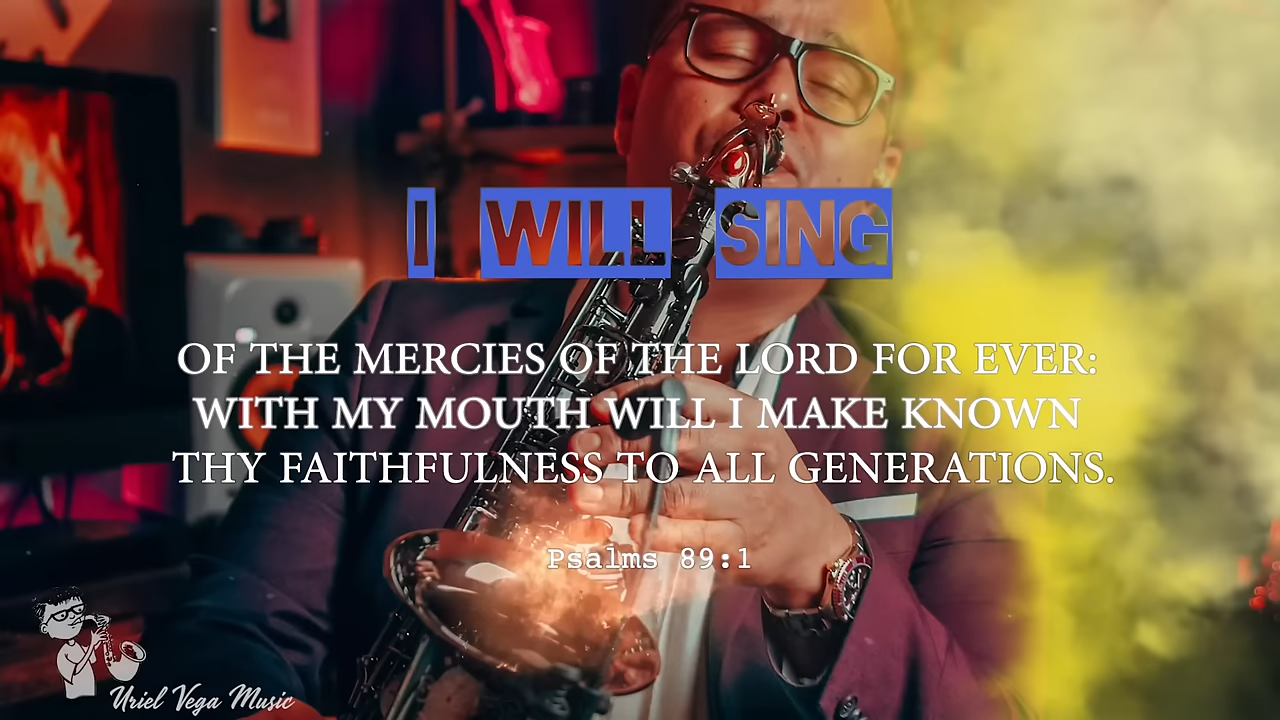 I WILL SING
OF THE MERCIES OF THE LORD FOR EVER:
WITH MY MOUTH WILL I MAKE KNOWN
THY FAITHFULNESS TO ALL GENERATIONS.
Psalms 89:1
Uriel Vega Music